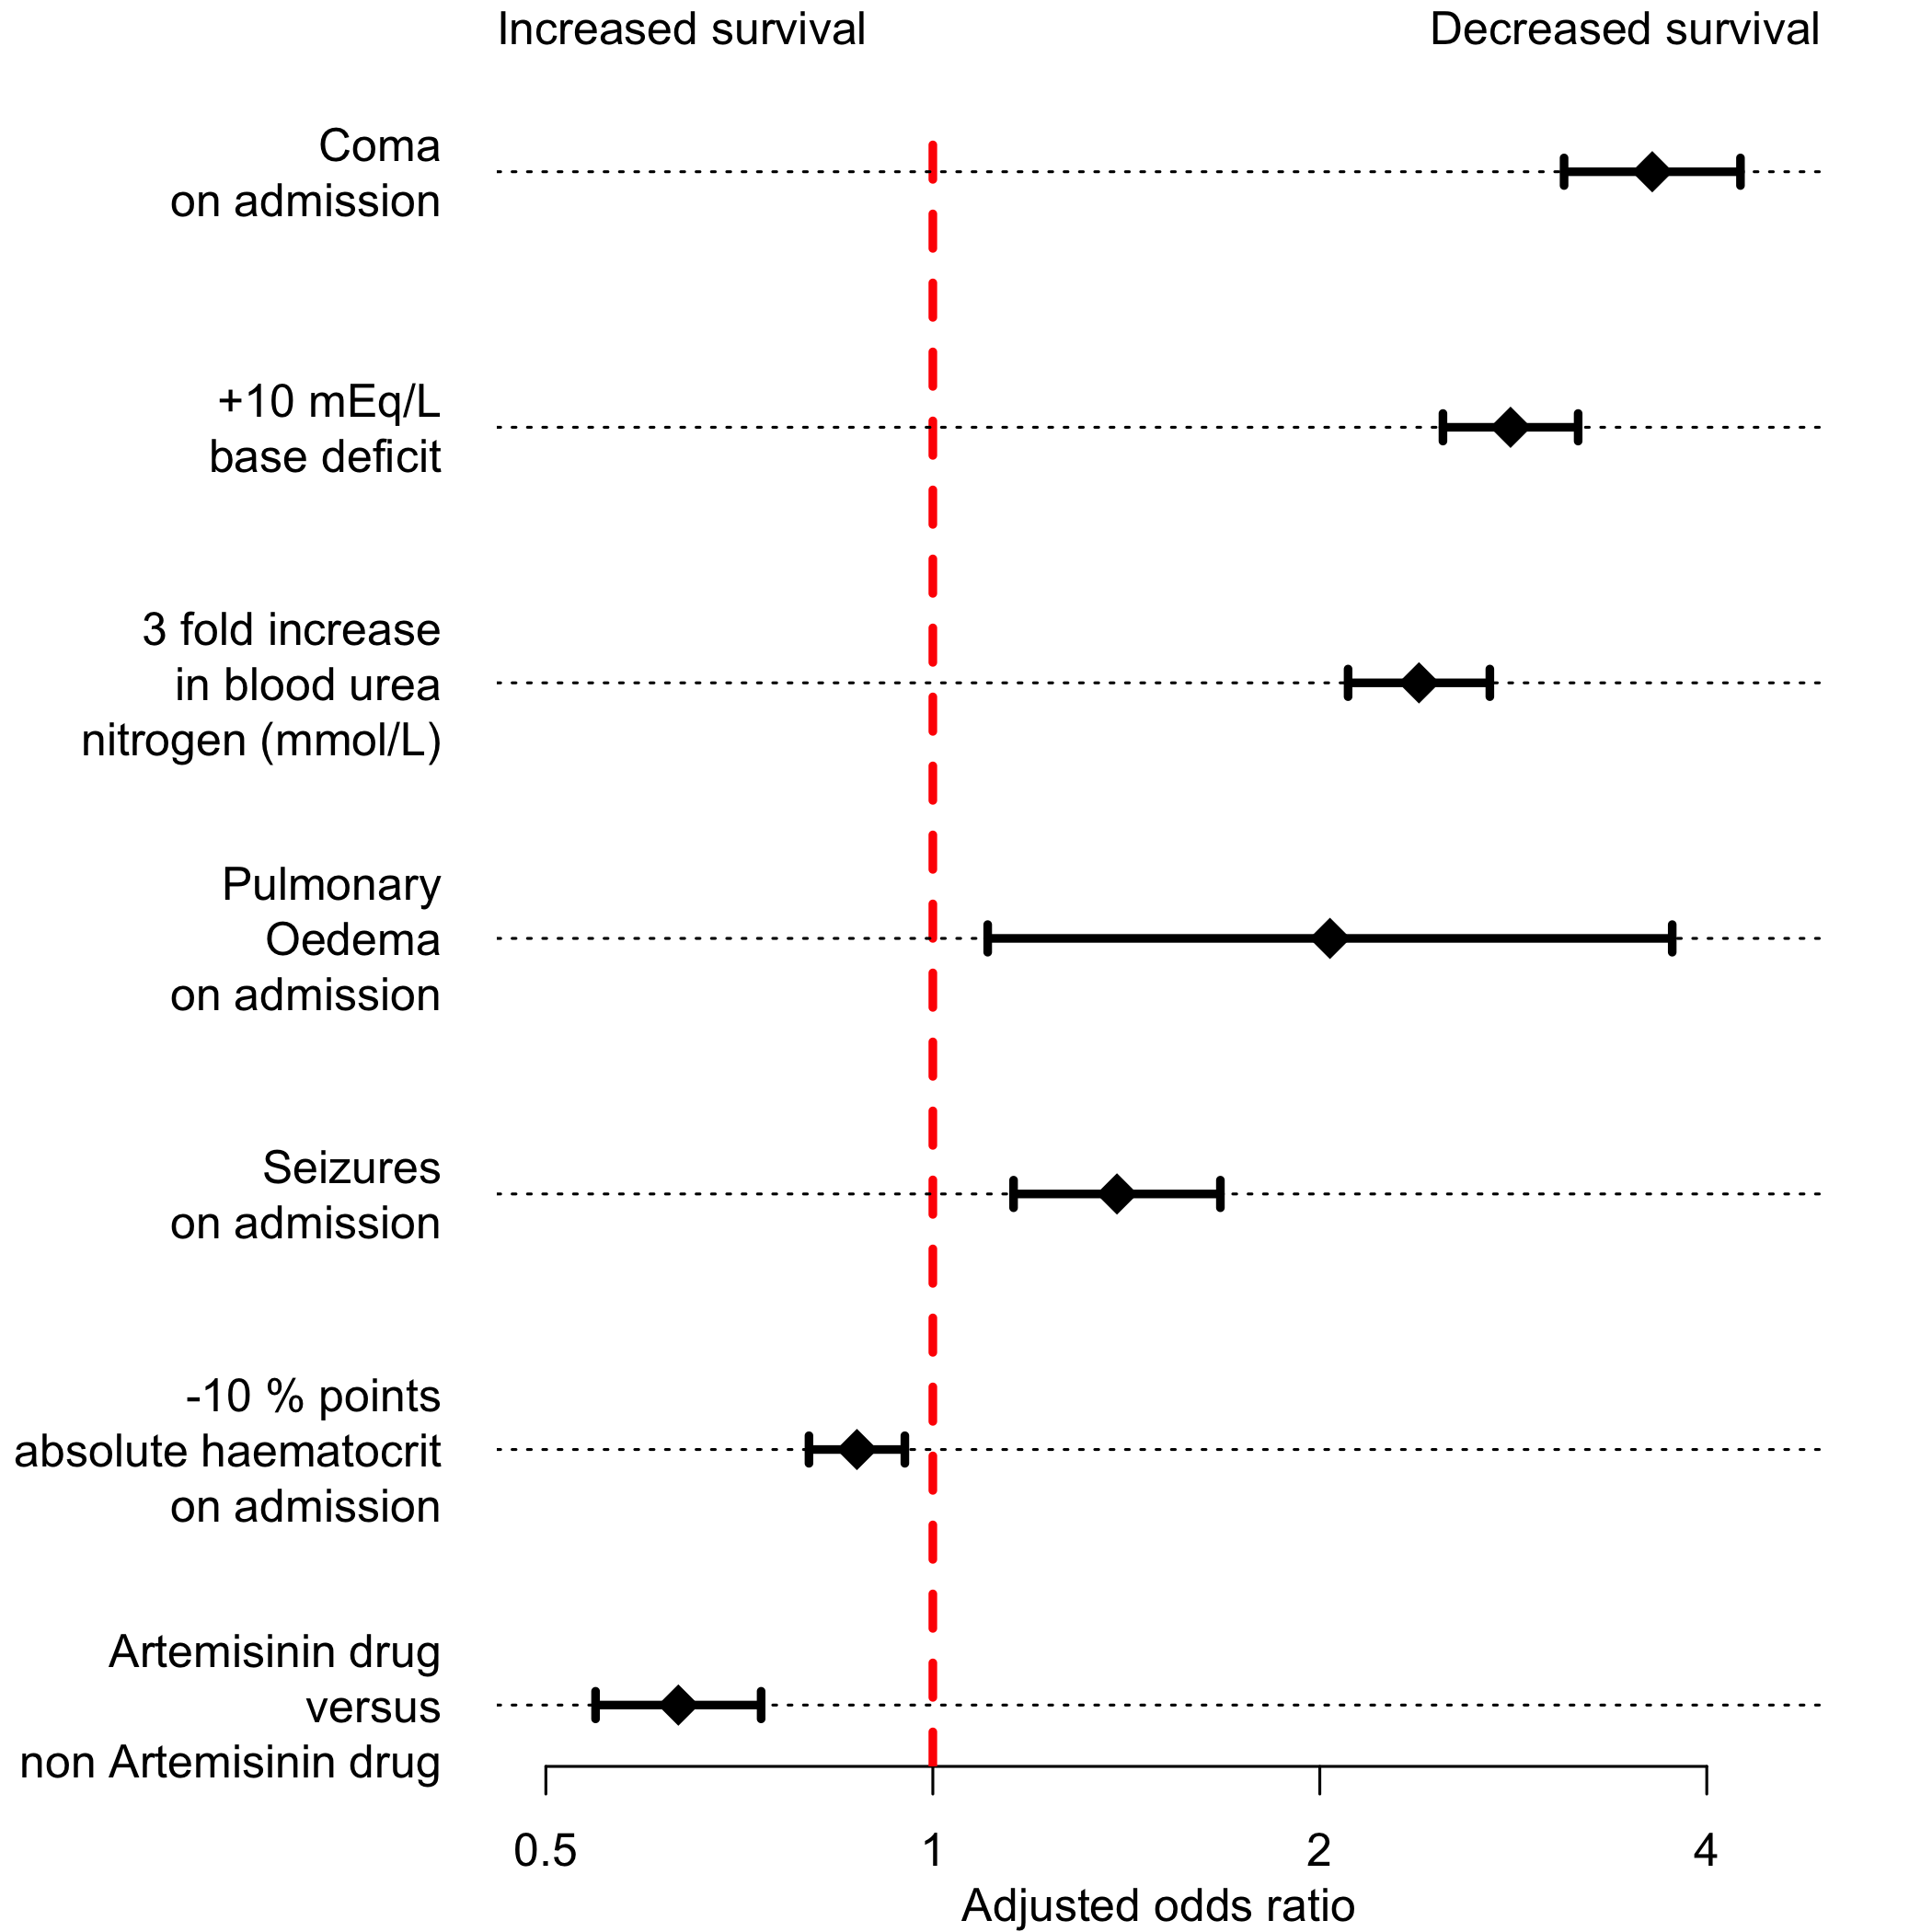 Increased survival
Decreased survival
Coma
on admission
+10 mEq/L
base deficit
3 fold increase
in blood urea
nitrogen (mmol/L)
Pulmonary
Oedema
on admission
Seizures
on admission
-10 % points
absolute haematocrit
on admission
Artemisinin drug
versus
non Artemisinin drug
0.5
1
2
4
Adjusted odds ratio